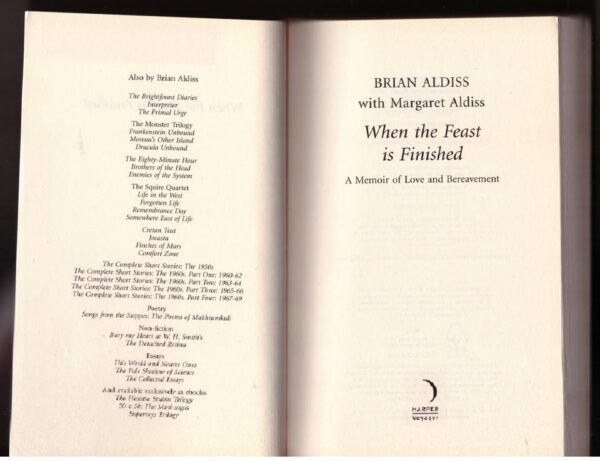 Also by Brian Aldiss
The Brightfount Diaries
Interpreter
The Primal Urge
The Monster Trilogy
Frankenstein Unbound
Moreau's Other Island
Dracula Unbound
The Eighty-Minute Hour
Brothers of the Head
Enemies of the System
The Squire Quartet
Life in the West
Forgotten Life
Remembrance Day
Somewhere East of Life
Cretan Teat
Jocasta
Finches of Mars
Comfort Zone
The Complete Short Stories: The 1950s
The Complete Short Stories: The 1960s. Part One: 1960-62
The Complete Short Stories: The 1960s. Part Two: 1963-64
The Complete Short Stories: The 1960s. Part Three: 1965-66
The Complete Short Stories: The 1960s. Part Four: 1967-69
Poetry
Songs from the Steppes: The Poems of Makhtumkuli
Non-fiction
Bury my Heart at W. H. Smith's
The Detached Retina
Essays
This World and Nearer Ones
The Pale Shadow of Science
The Collected Essays
And available exclusively as ebooks
The Horatio Stubbs Trilogy
50 x 50: The Mini-sagas
Supertoys Trilogy
BRIAN ALDISS
with Margaret Aldiss
When the Feast
is Finished
A Memoir of Love and Bereavement
HARPER
Voyager